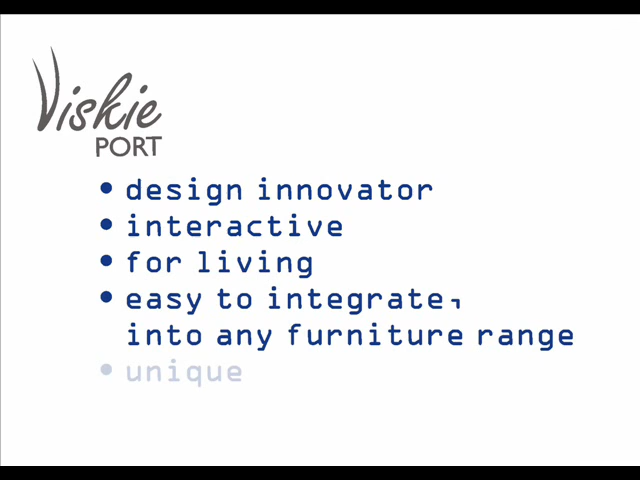 Viskie
PORT
• design innovator
• interactive
• for living
• easy to integrate,
into any furniture range
• unique